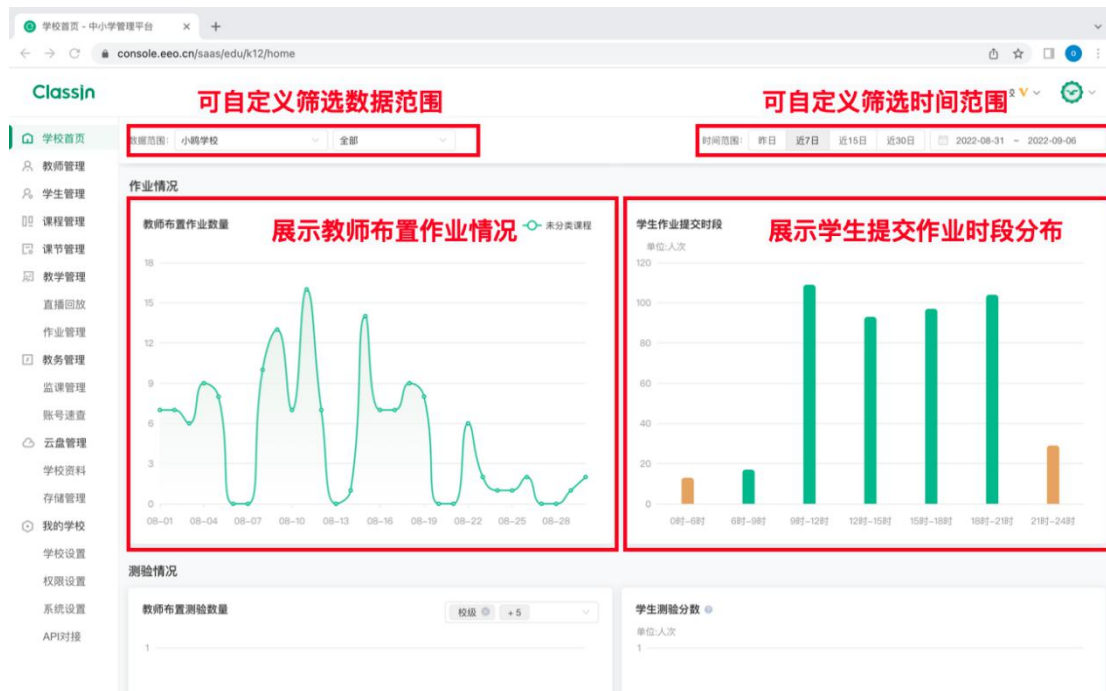 学校首页 - 中小学管理平台
console.eeo.cn/saas/edu/k12/home
ClassIn
可自定义筛选数据范围
可自定义筛选时间范围
数据范围： 小鸥学校 全部
时间范围： 昨日 近7日 近15日 近30日 2022-08-31 ~ 2022-09-06
学校首页
教师管理
学生管理
课程管理
课节管理
教学管理
直播回放
作业管理
教务管理
监课管理
账号速查
云盘管理
学校资料
存储管理
我的学校
学校设置
权限设置
系统设置
API对接
作业情况
教师布置作业数量
展示教师布置作业情况
未分类课程
18
15
12
9
6
3
0
08-01 08-04 08-07 08-10 08-13 08-16 08-19 08-22 08-25 08-28
学生作业提交时段
展示学生提交作业时段分布
单位:人次
120
100
80
60
40
20
0
0时-6时 6时-9时 9时-12时 12时-15时 15时-18时 18时-21时 21时-24时
测验情况
教师布置测验数量
校级 + 5
1
学生测验分数
单位:人次
1